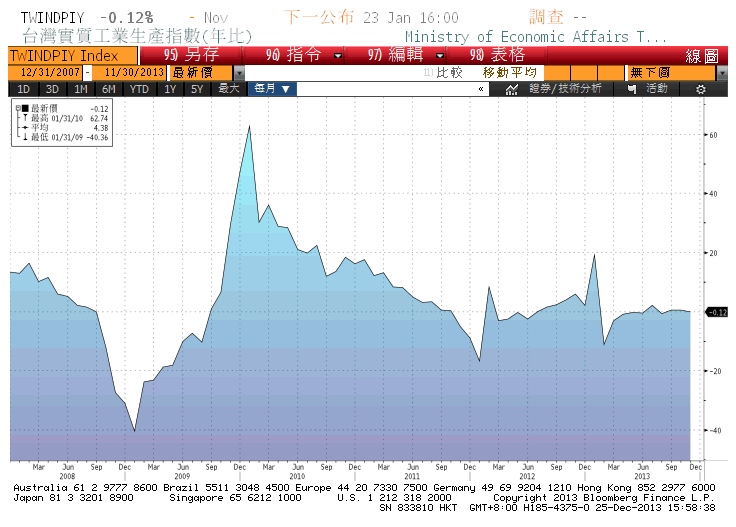 TWINDPIY -0.12% - Nov 下一公布 23 Jan 16:00 調查 --
台灣實質工業生產指數(年比) Ministry of Economic Affairs T...
TWINDPIY Index 95) 另存 96) 指令 97) 編輯 98) 表格 線圖
12/31/2007 - 11/30/2013 最新價 11) 比較 移動平均 無下圖
1D 3D 1M 6M YTD 1Y 5Y 最大 每月 ▼ « 證券/技術分析 活動
最新價 -0.12
最高 01/31/10 62.74
平均 4.38
最低 01/31/09 -40.36
60
40
20
-0.12
-20
-40
Mar Jun Sep Dec Mar Jun Sep Dec Mar Jun Sep Dec Mar Jun Sep Dec Mar Jun Sep Dec Mar Jun Sep Dec
2008 2009 2010 2011 2012 2013
Australia 61 2 9777 8600 Brazil 5511 3048 4500 Europe 44 20 7330 7500 Germany 49 69 9204 1210 Hong Kong 852 2977 6000
Japan 81 3 3201 8900 Singapore 65 6212 1000 U.S. 1 212 318 2000 Copyright 2013 Bloomberg Finance L.P.
SN 833810 HKT GMT+8:00 H185-4375-0 25-Dec-2013 15:58:38